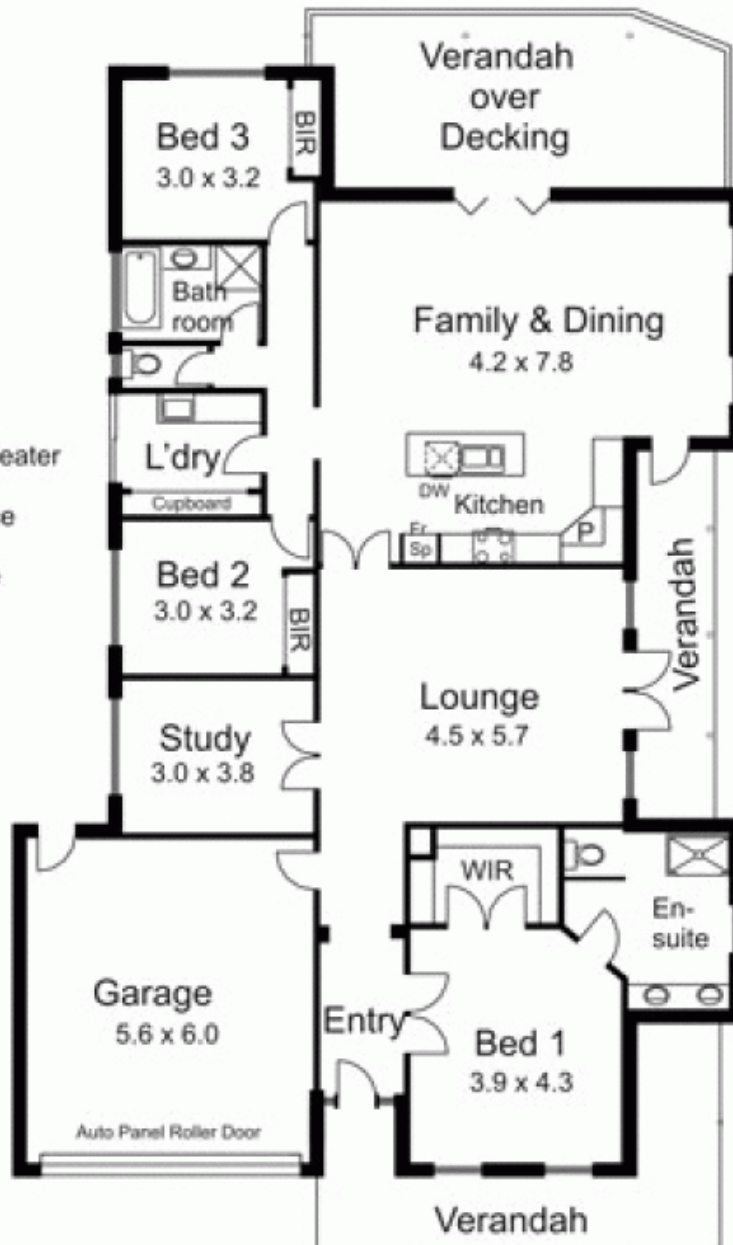 Verandah
over
Decking
Bed 3
3.0 x 3.2
BIR
Bath
room
Family & Dining
4.2 x 7.8
eater
L'dry
Cupboard
DW
Kitchen
Fr
Sp
P
Bed 2
3.0 x 3.2
BIR
Verandah
Lounge
4.5 x 5.7
Study
3.0 x 3.8
WIR
En-
suite
Garage
5.6 x 6.0
Entry
Bed 1
3.9 x 4.3
Auto Panel Roller Door
Verandah